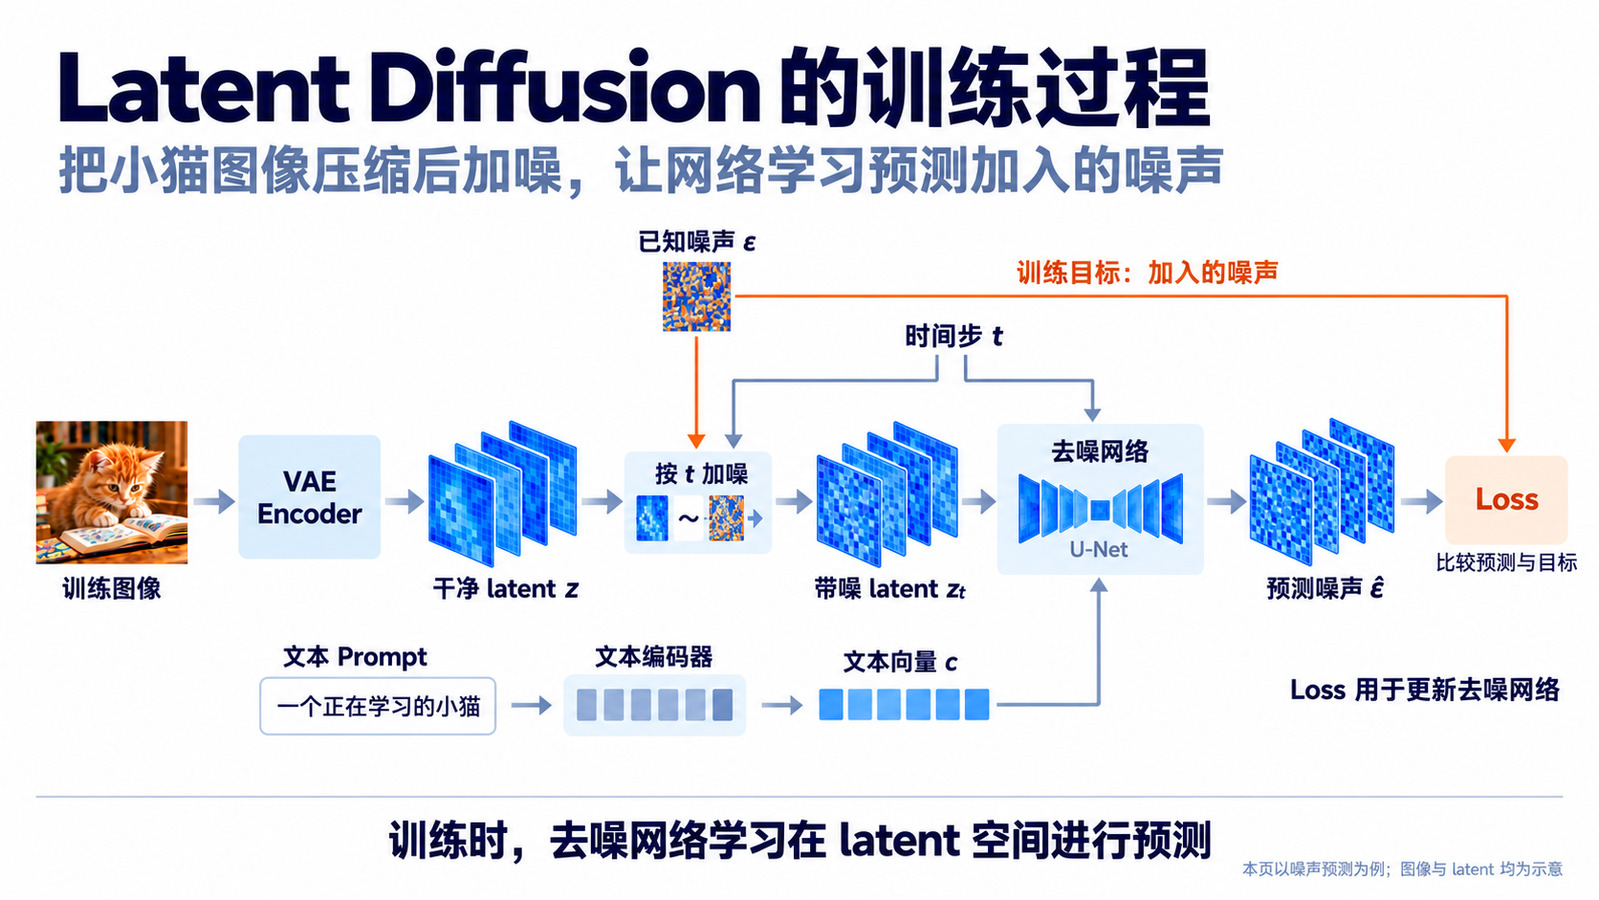 Latent Diffusion 的训练过程
把小猫图像压缩后加噪，让网络学习预测加入的噪声
已知噪声 ε
训练目标：加入的噪声
时间步 t
VAE
Encoder
按 t 加噪
~
去噪网络
U-Net
Loss
比较预测与目标
训练图像
干净 latent z
带噪 latent zₜ
预测噪声 ε̂
文本 Prompt
文本编码器
文本向量 c
一个正在学习的小猫
Loss 用于更新去噪网络
训练时，去噪网络学习在 latent 空间进行预测
本页以噪声预测为例；图像与 latent 均为示意